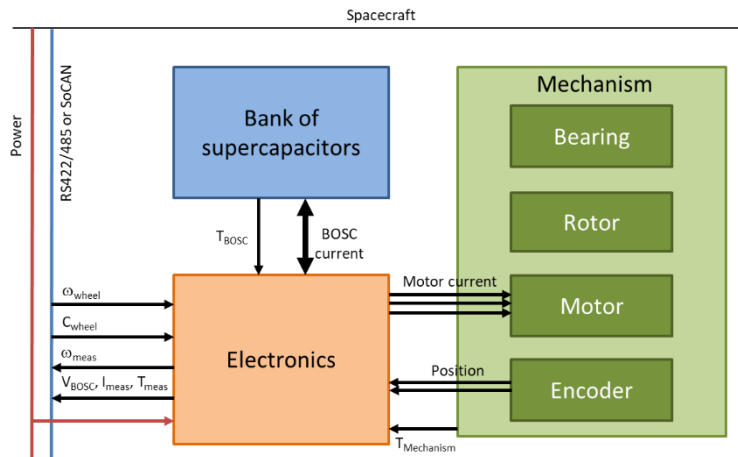 Spacecraft
Power
RS422/485 or SoCAN
Bank of
supercapacitors
Mechanism
Bearing
Rotor
Motor
Encoder
T_BOSC
BOSC
current
ω_wheel
C_wheel
ω_meas
V_BOSC, I_meas, T_meas
Electronics
Motor current
Position
T_Mechanism